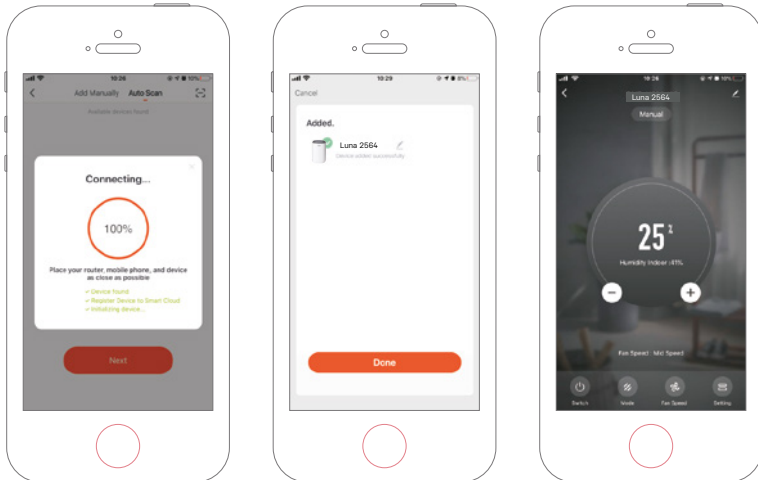 10:26
Add Manually Auto Scan
Available devices found
Connecting...
100%
Place your router, mobile phone, and device
as close as possible
✓ Device found
✓ Register Device to Smart Cloud
✓ Initializing device...
Next
10:29
Cancel
Added.
Luna 2564
Device added successfully
Done
10:26
Luna 2564
Manual
25%
Humidity Indoor :41%
Fan Speed : Mid Speed
Switch
Mode
Fan Speed
Setting